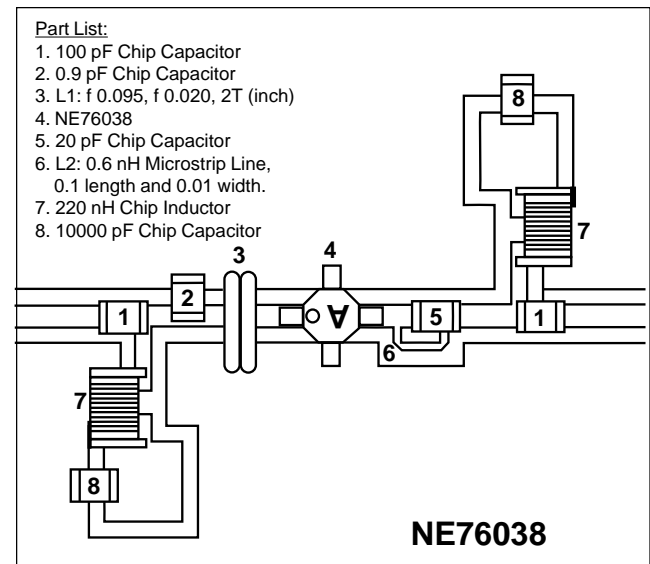 Part List:
1. 100 pF Chip Capacitor
2. 0.9 pF Chip Capacitor
3. L1: f 0.095, f 0.020, 2T (inch)
4. NE76038
5. 20 pF Chip Capacitor
6. L2: 0.6 nH Microstrip Line,
0.1 length and 0.01 width.
7. 220 nH Chip Inductor
8. 10000 pF Chip Capacitor
8
7
3
4
2
1
A
5
1
6
7
8
NE76038